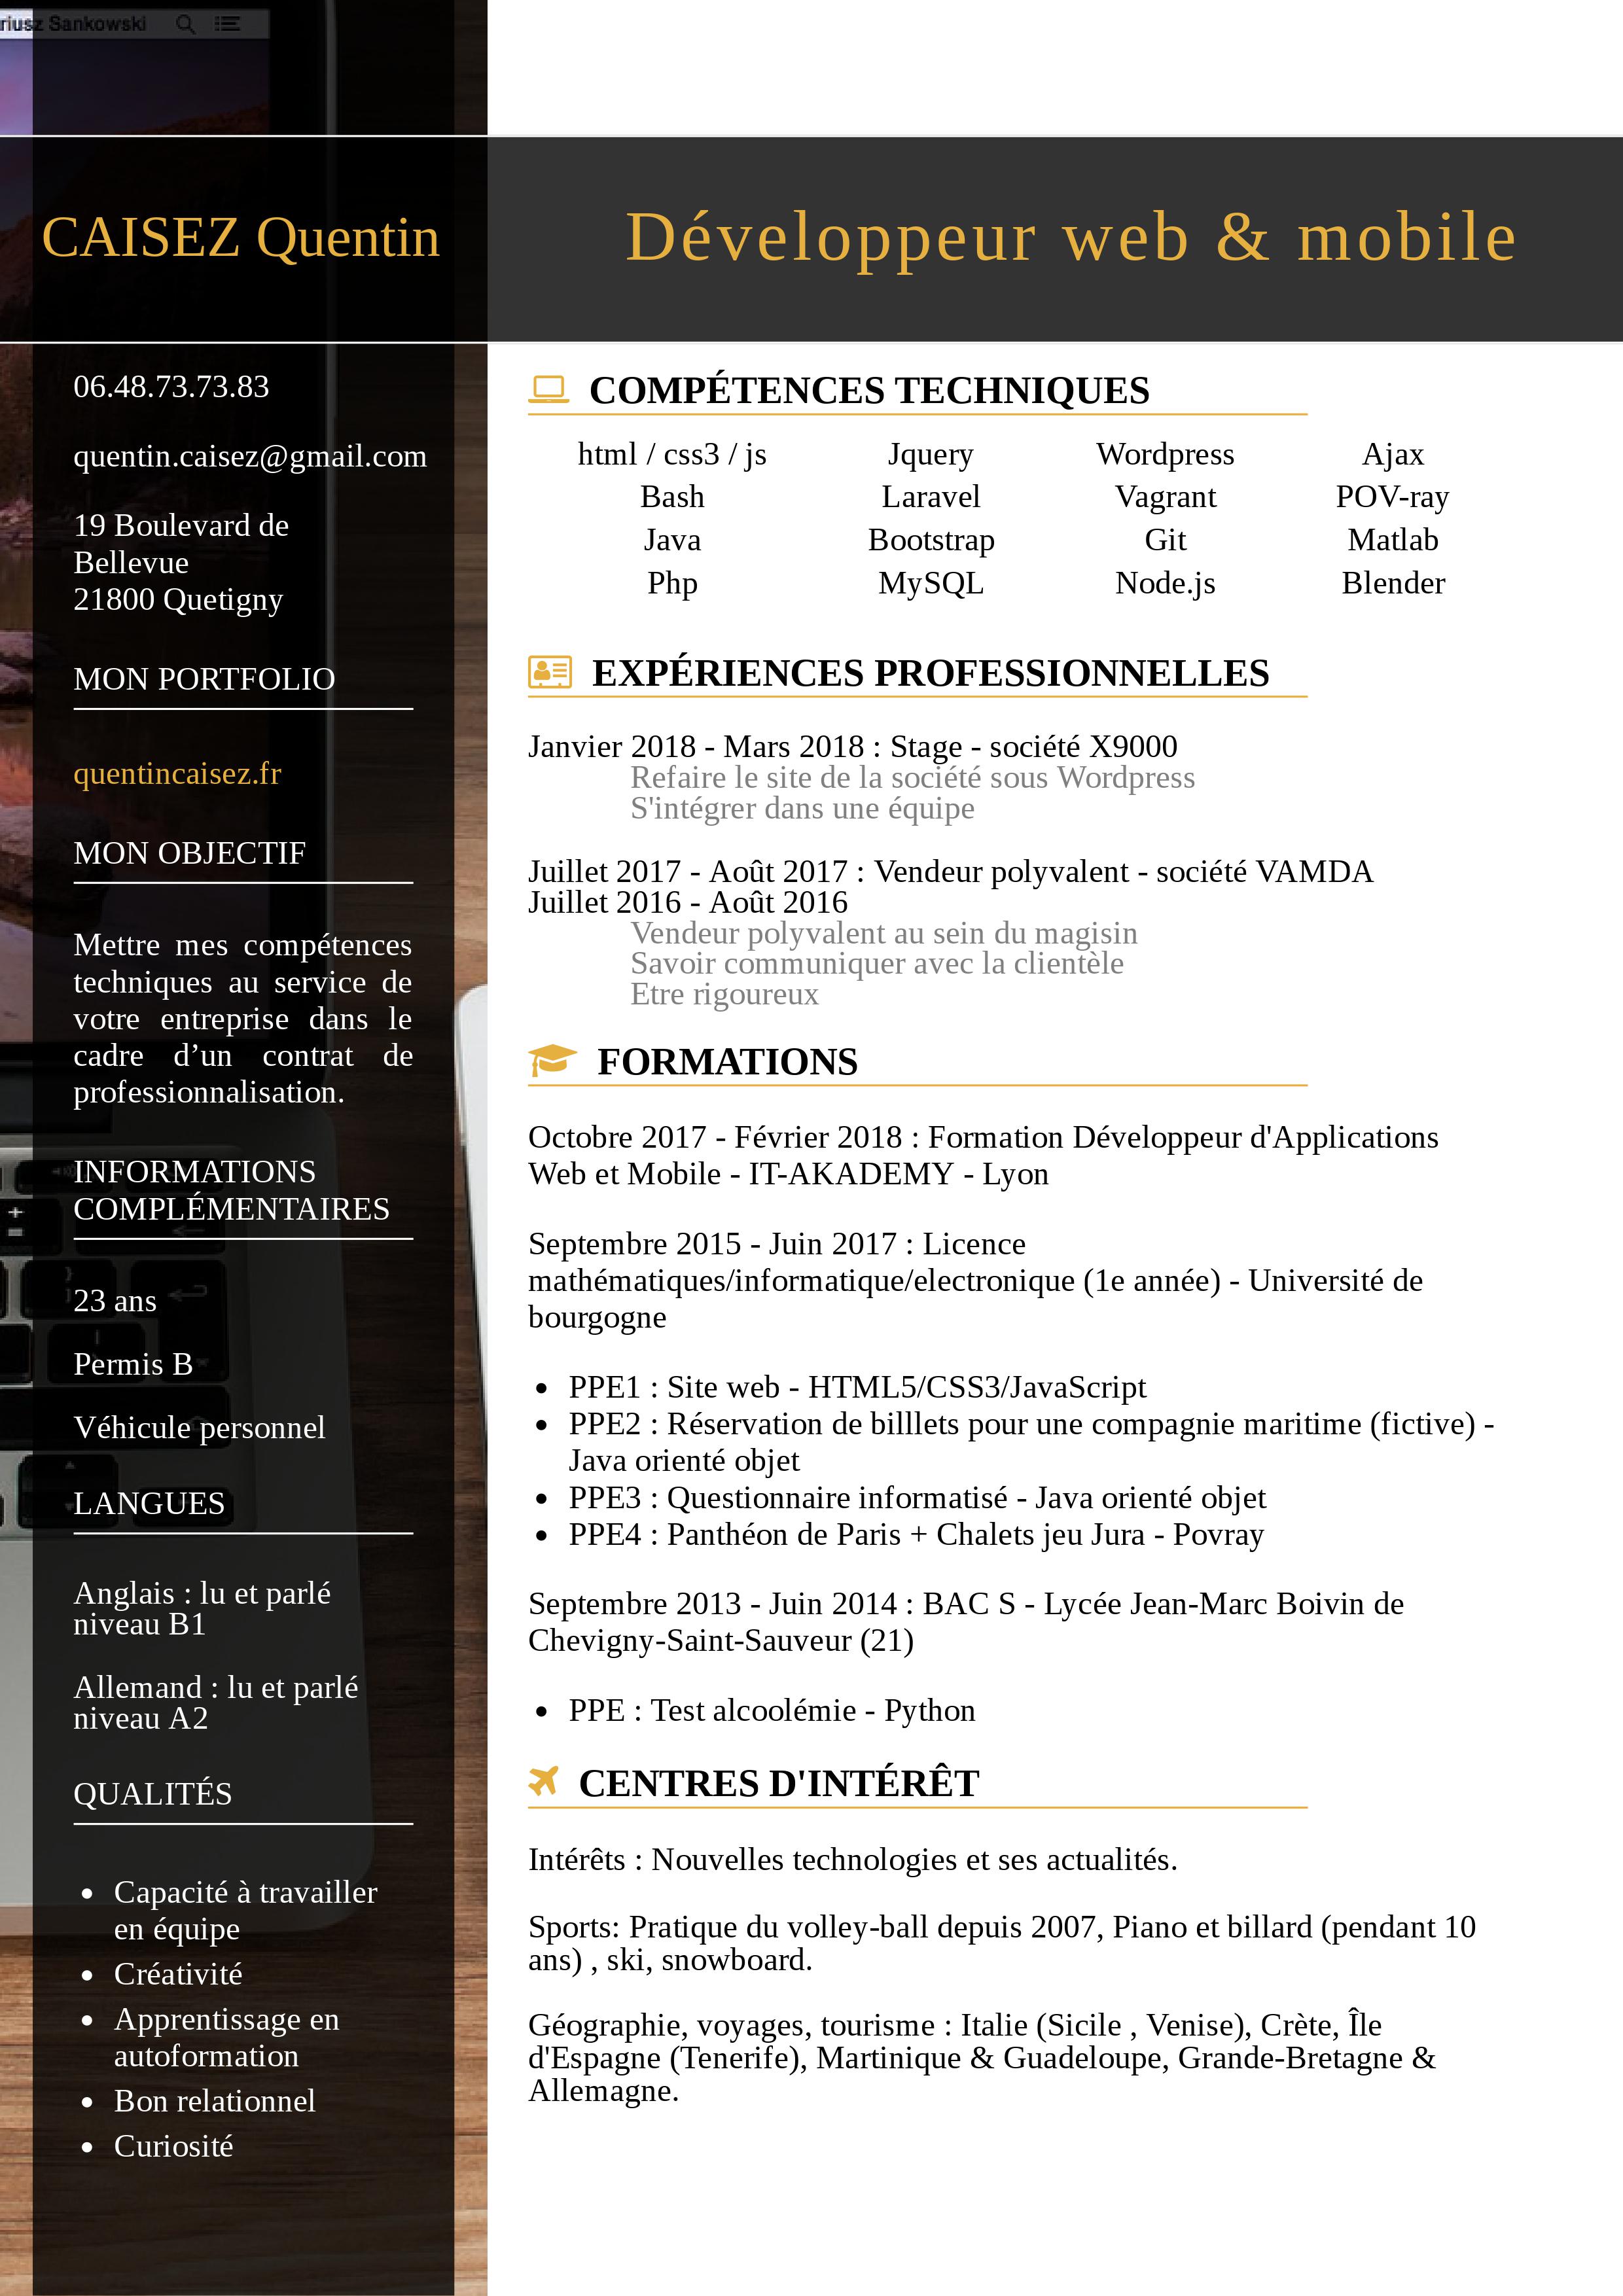 riusz Sankowski
CAISEZ Quentin
Développeur web & mobile
06.48.73.73.83
quentin.caisez@gmail.com
19 Boulevard de
Bellevue
21800 Quetigny
MON PORTFOLIO
quentincaisez.fr
MON OBJECTIF
Mettre mes compétences
techniques au service de
votre entreprise dans le
cadre d’un contrat de
professionnalisation.
INFORMATIONS
COMPLÉMENTAIRES
23 ans
Permis B
Véhicule personnel
LANGUES
Anglais : lu et parlé
niveau B1
Allemand : lu et parlé
niveau A2
QUALITÉS
• Capacité à travailler
en équipe
• Créativité
• Apprentissage en
autoformation
• Bon relationnel
• Curiosité
COMPÉTENCES TECHNIQUES
html / css3 / js Jquery Wordpress Ajax
Bash Laravel Vagrant POV-ray
Java Bootstrap Git Matlab
Php MySQL Node.js Blender
EXPÉRIENCES PROFESSIONNELLES
Janvier 2018 - Mars 2018 : Stage - société X9000
Refaire le site de la société sous Wordpress
S'intégrer dans une équipe
Juillet 2017 - Août 2017 : Vendeur polyvalent - société VAMDA
Juillet 2016 - Août 2016
Vendeur polyvalent au sein du magisin
Savoir communiquer avec la clientèle
Etre rigoureux
FORMATIONS
Octobre 2017 - Février 2018 : Formation Développeur d'Applications
Web et Mobile - IT-AKADEMY - Lyon
Septembre 2015 - Juin 2017 : Licence
mathématiques/informatique/electronique (1e année) - Université de
bourgogne
• PPE1 : Site web - HTML5/CSS3/JavaScript
• PPE2 : Réservation de billlets pour une compagnie maritime (fictive) -
Java orienté objet
• PPE3 : Questionnaire informatisé - Java orienté objet
• PPE4 : Panthéon de Paris + Chalets jeu Jura - Povray
Septembre 2013 - Juin 2014 : BAC S - Lycée Jean-Marc Boivin de
Chevigny-Saint-Sauveur (21)
• PPE : Test alcoolémie - Python
CENTRES D'INTÉRÊT
Intérêts : Nouvelles technologies et ses actualités.
Sports: Pratique du volley-ball depuis 2007, Piano et billard (pendant 10
ans) , ski, snowboard.
Géographie, voyages, tourisme : Italie (Sicile , Venise), Crète, Île
d'Espagne (Tenerife), Martinique & Guadeloupe, Grande-Bretagne &
Allemagne.